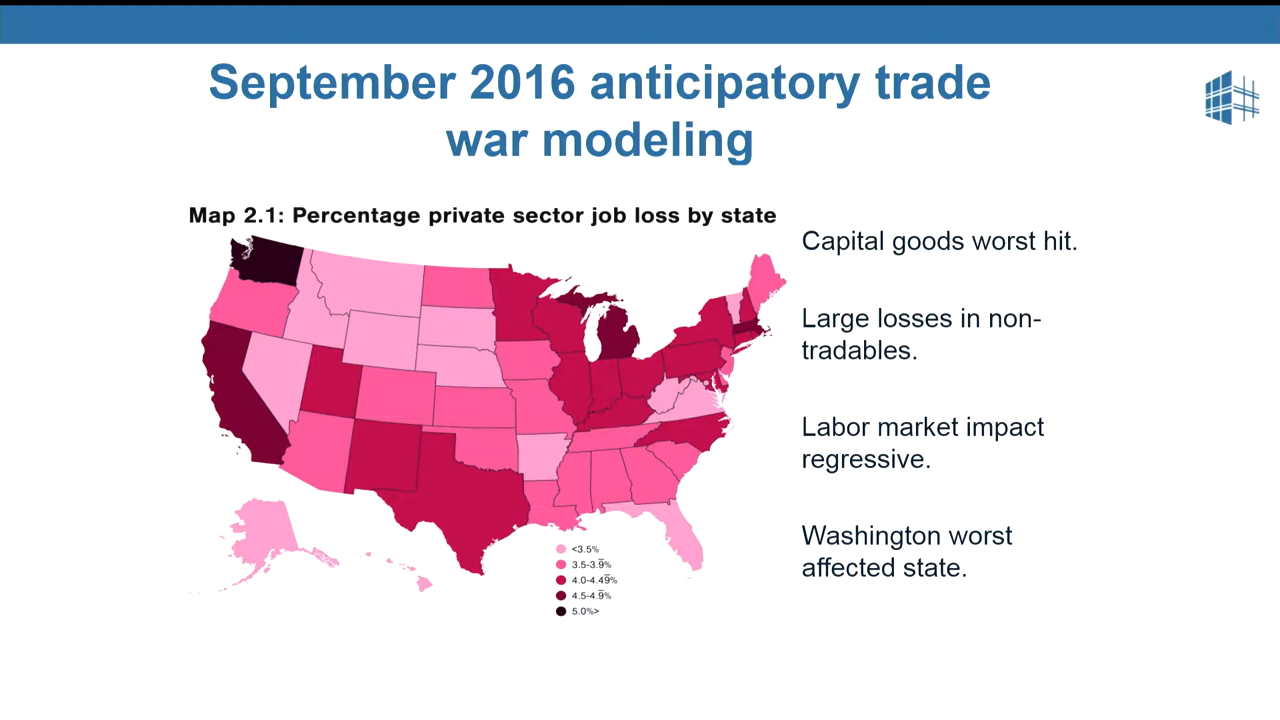 September 2016 anticipatory trade
war modeling
Map 2.1: Percentage private sector job loss by state
Capital goods worst hit.
Large losses in non-
tradables.
Labor market impact
regressive.
Washington worst
affected state.
<3.5%
3.5-3.9̅%
4.0-4.49̅%
4.5-4.9̅%
5.0%>